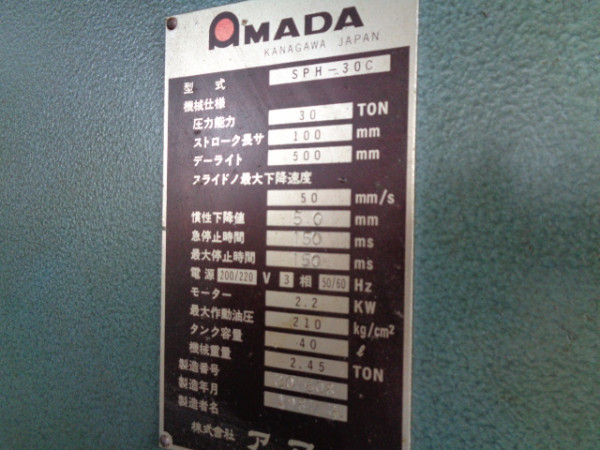 AMADA
KANAGAWA JAPAN
型式 SPH-30C
機械仕様
圧力能力 30 TON
ストローク長サ 100 mm
デーライト 500 mm
スライドノ最大下降速度
50 mm/s
慣性下降値 5.0 mm
急停止時間 150 ms
最大停止時間 150 ms
電源 200/220 V 3 相 50/60 Hz
モーター 2.2 KW
最大作動油圧 210 kg/cm²
タンク容量 40 ℓ
機械重量 2.45 TON
製造番号
製造年月
製造者名
株式会社 アマ